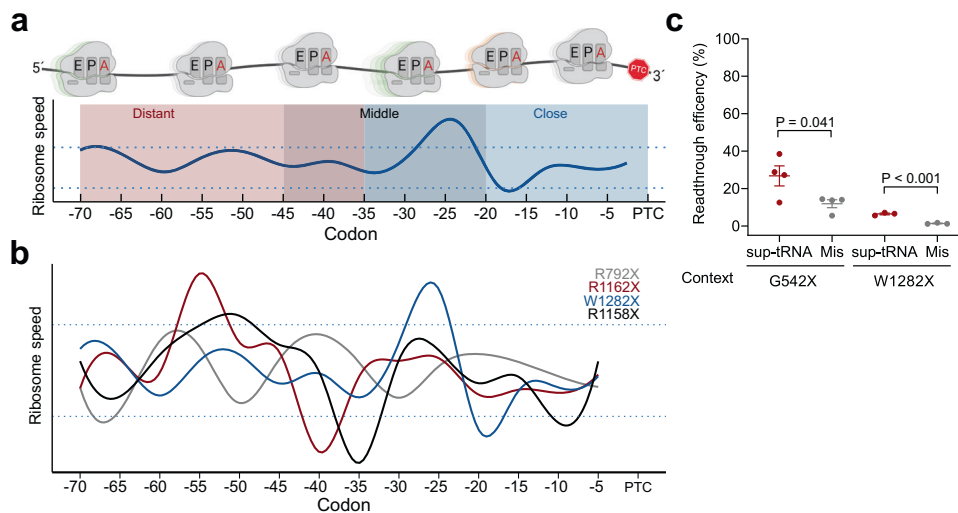 a
5′
E P A
E P A
E P A
E P A
E P A
E P A
PTC
3′
Ribosome speed
Distant
Middle
Close
-70 -65 -60 -55 -50 -45 -40 -35 -30 -25 -20 -15 -10 -5 PTC
Codon
b
Ribosome speed
R792X
R1162X
W1282X
R1158X
-70 -65 -60 -55 -50 -45 -40 -35 -30 -25 -20 -15 -10 -5 PTC
Codon
c
Readthrough efficency (%)
100
80
60
40
20
0
P = 0.041
P < 0.001
sup-tRNA Mis sup-tRNA Mis
Context G542X W1282X